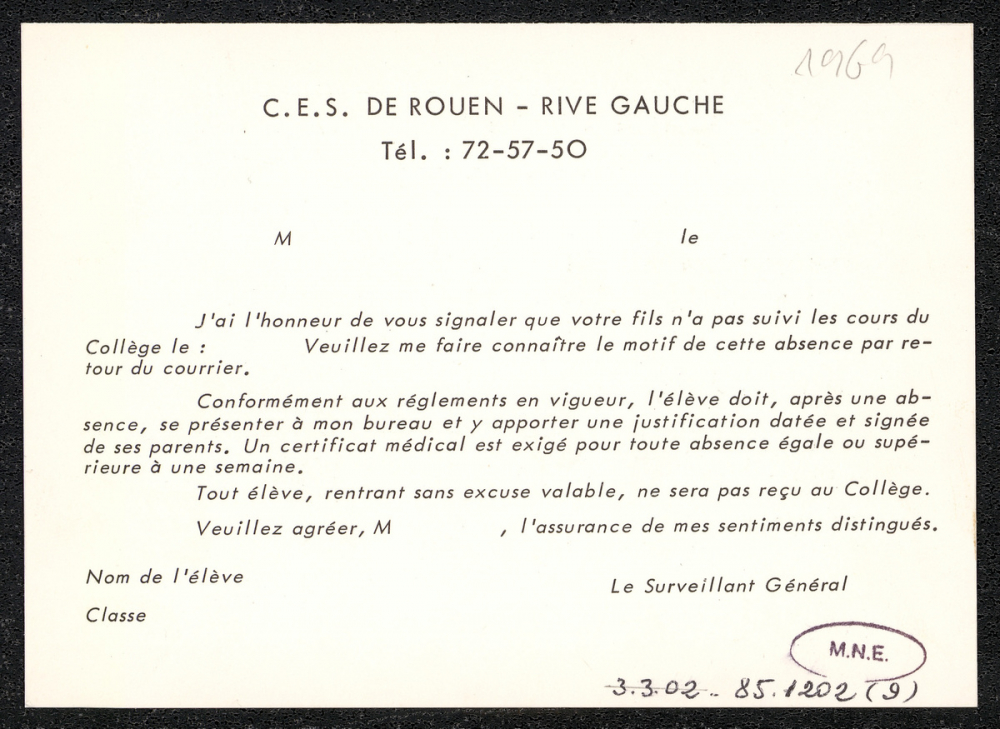 1969
C.E.S. DE ROUEN - RIVE GAUCHE
Tél. : 72-57-50
M le
J'ai l'honneur de vous signaler que votre fils n'a pas suivi les cours du
Collège le : Veuillez me faire connaître le motif de cette absence par re-
tour du courrier.
Conformément aux réglements en vigueur, l'élève doit, après une ab-
sence, se présenter à mon bureau et y apporter une justification datée et signée
de ses parents. Un certificat médical est exigé pour toute absence égale ou supé-
rieure à une semaine.
Tout élève, rentrant sans excuse valable, ne sera pas reçu au Collège.
Veuillez agréer, M , l'assurance de mes sentiments distingués.
Nom de l'élève
Le Surveillant Général
Classe
M.N.E.
3.3.02.. 85.1202 (9)